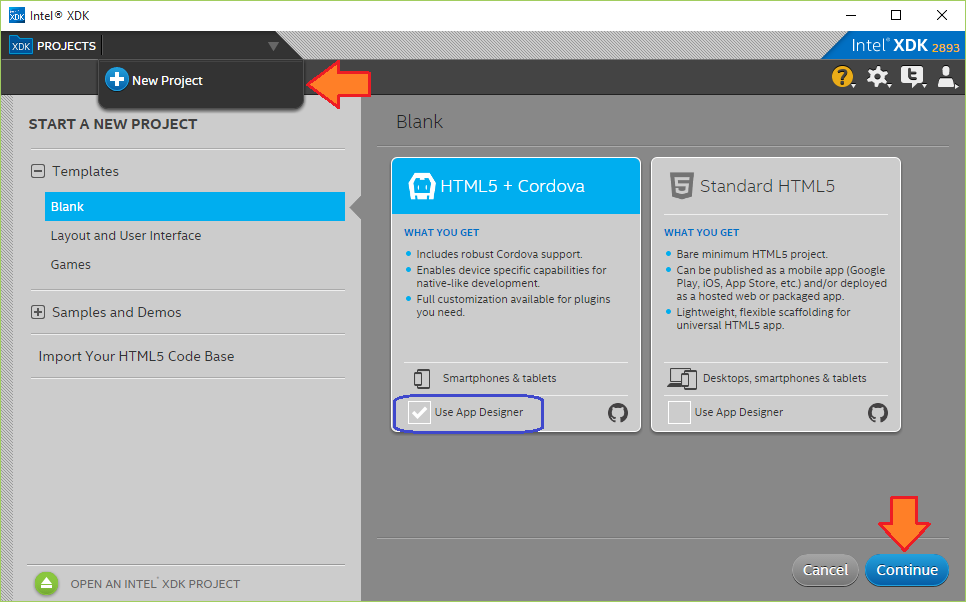 XDK Intel® XDK
XDK PROJECTS
Intel® XDK 2893
New Project
?
START A NEW PROJECT
Templates
Blank
Layout and User Interface
Games
Samples and Demos
Import Your HTML5 Code Base
OPEN AN INTEL® XDK PROJECT
Blank
HTML5 + Cordova
WHAT YOU GET
Includes robust Cordova support.
Enables device specific capabilities for
native-like development.
Full customization available for plugins
you need.
Smartphones & tablets
Use App Designer
5 Standard HTML5
WHAT YOU GET
Bare minimum HTML5 project.
Can be published as a mobile app (Google
Play, iOS, App Store, etc.) and/or deployed
as a hosted web or packaged app.
Lightweight, flexible scaffolding for
universal HTML5 app.
Desktops, smartphones & tablets
Use App Designer
Cancel
Continue